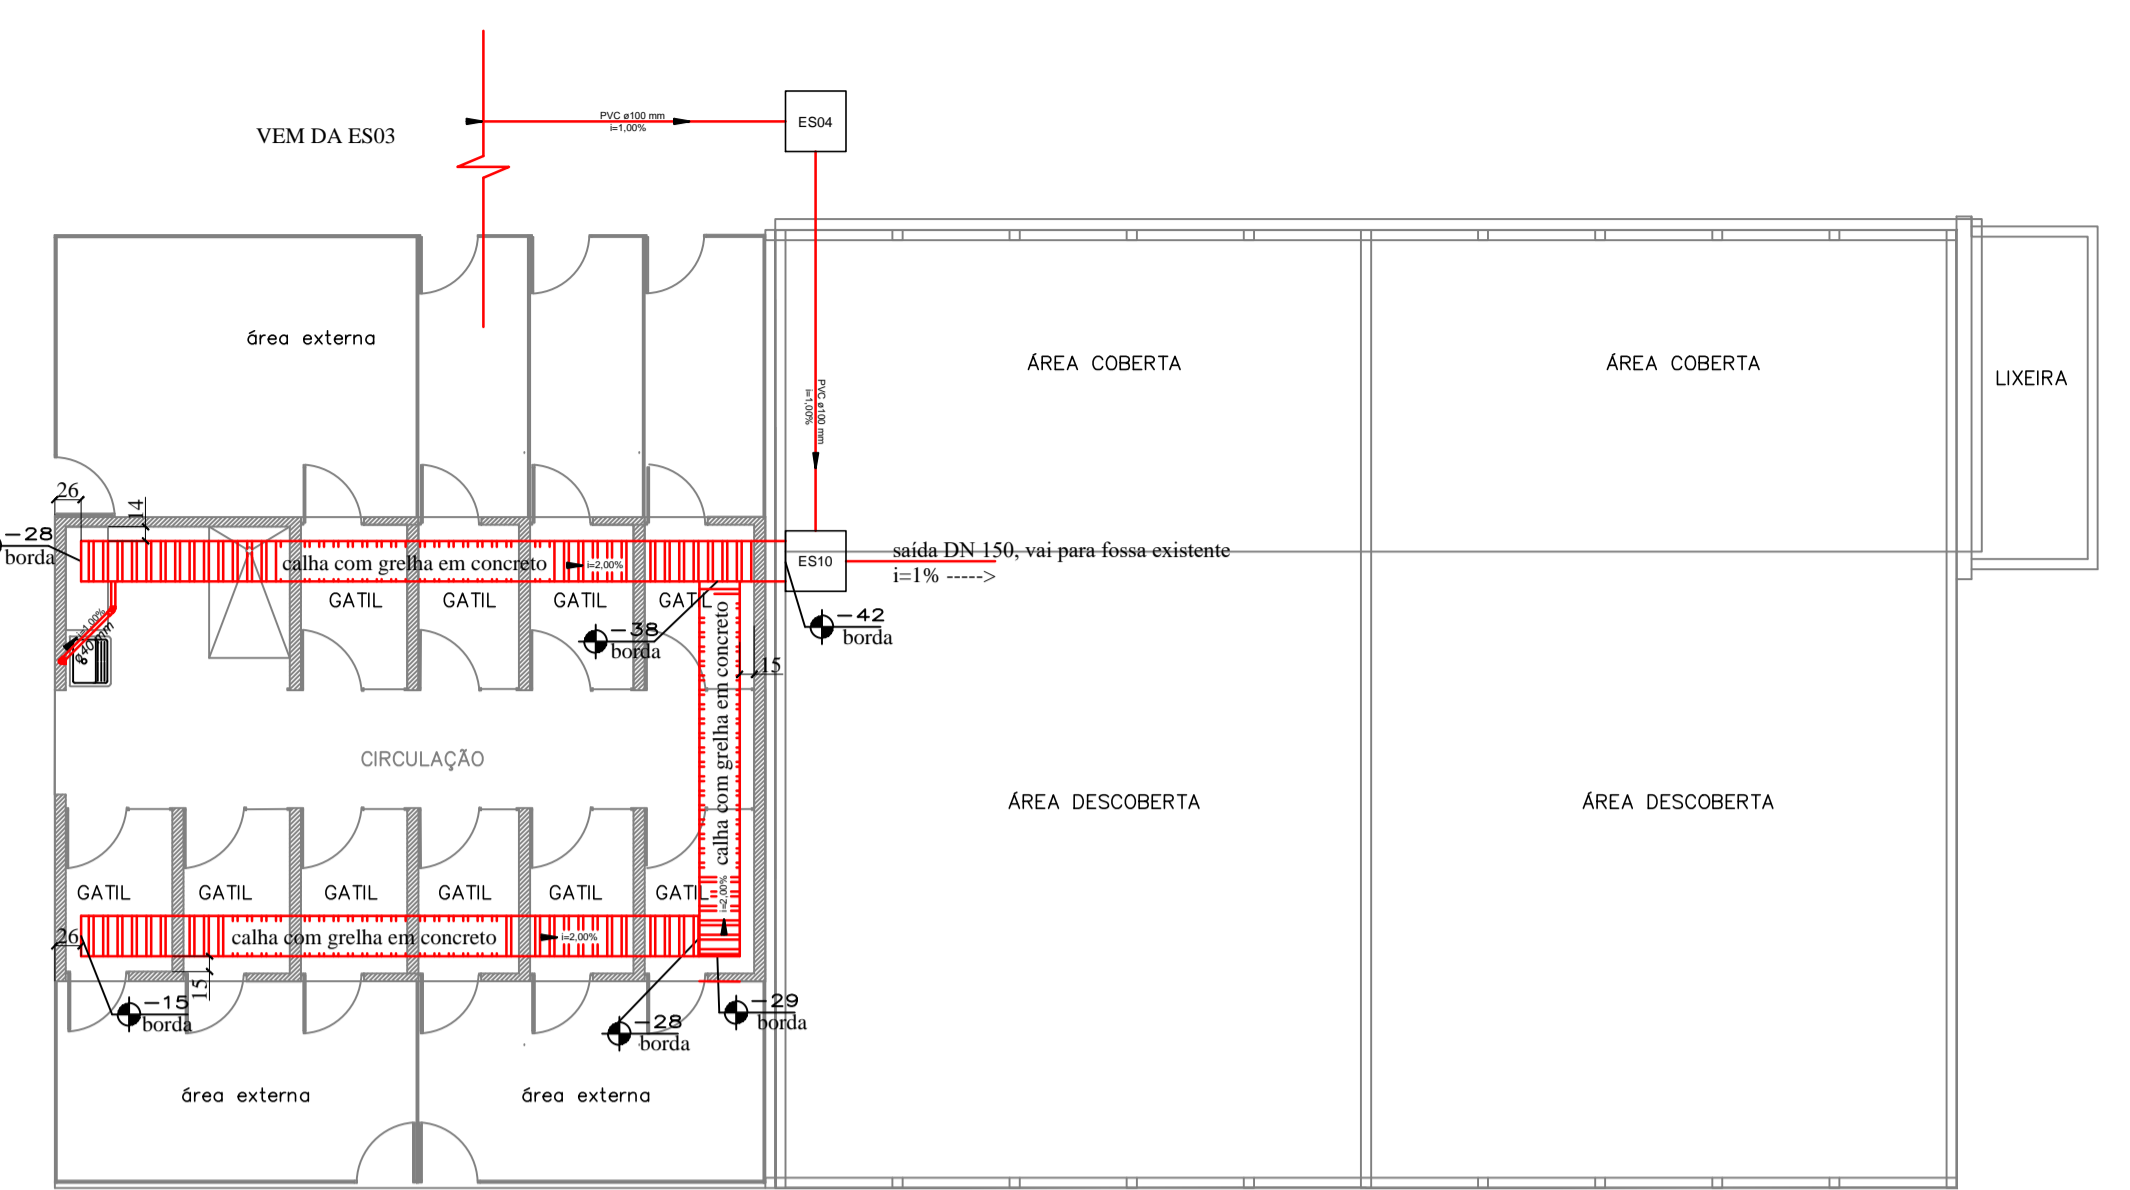 PVC ø100 mm
i=1,00%
ES04
VEM DA ES03
área externa
ÁREA COBERTA
ÁREA COBERTA
LIXEIRA
PVC ø100 mm
i=1,00%
26
14
-28
borda
calha com grelha em concreto
i=2,00%
ES10
saída DN 150, vai para fossa existente
i=1% ----->
GATIL
GATIL
GATIL
GATIL
i=1,00%
ø40mm
-38
borda
-42
borda
15
calha com grelha em concreto
i=2,00%
CIRCULAÇÃO
ÁREA DESCOBERTA
ÁREA DESCOBERTA
GATIL
GATIL
GATIL
GATIL
GATIL
GATIL
26
calha com grelha em concreto
i=2,00%
15
-15
borda
-28
borda
-29
borda
área externa
área externa